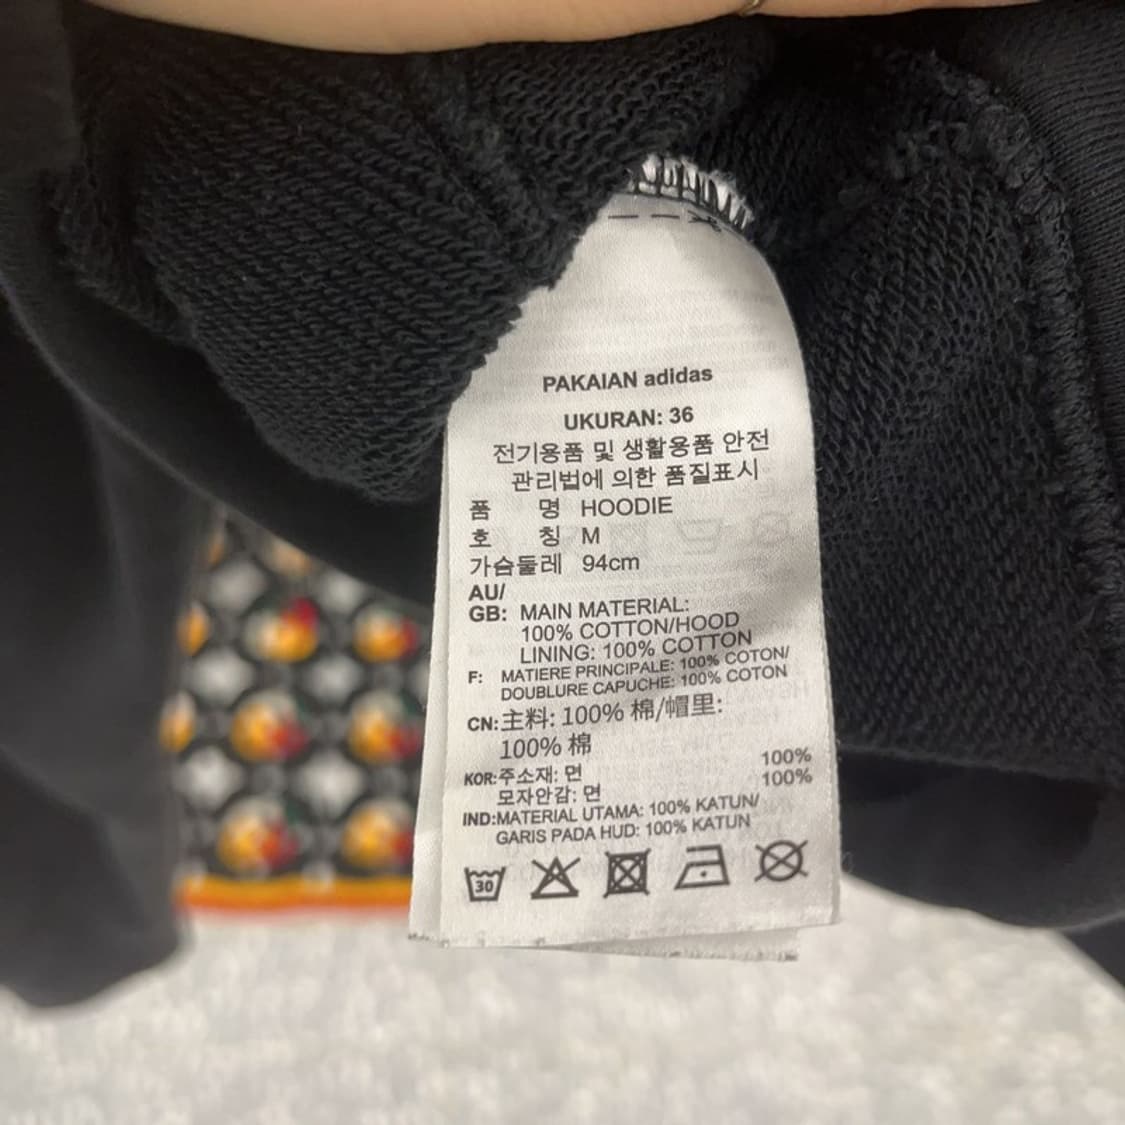 PAKAIAN adidas
UKURAN: 36
전기용품 및 생활용품 안전
관리법에 의한 품질표시
품 명 HOODIE
호 칭 M
가슴둘레 94cm
AU/
GB: MAIN MATERIAL:
100% COTTON/HOOD
LINING: 100% COTTON
F: MATIERE PRINCIPALE: 100% COTON/
DOUBLURE CAPUCHE: 100% COTON
CN: 主料: 100% 棉/帽里:
100% 棉
KOR: 주소재: 면 100%
모자안감: 면 100%
IND: MATERIAL UTAMA: 100% KATUN/
GARIS PADA HUD: 100% KATUN
30